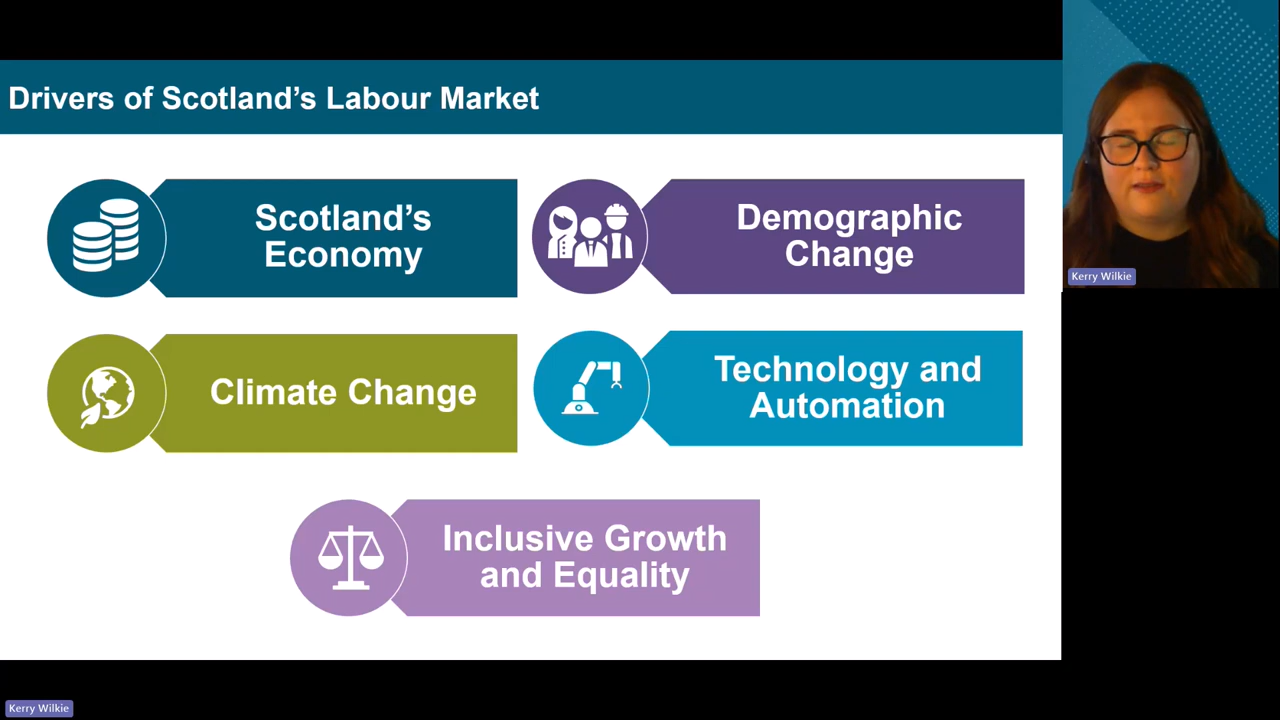 Drivers of Scotland's Labour Market
Scotland's
Economy
Demographic
Change
Climate Change
Technology and
Automation
Inclusive Growth
and Equality
Kerry Wilkie
Kerry Wilkie